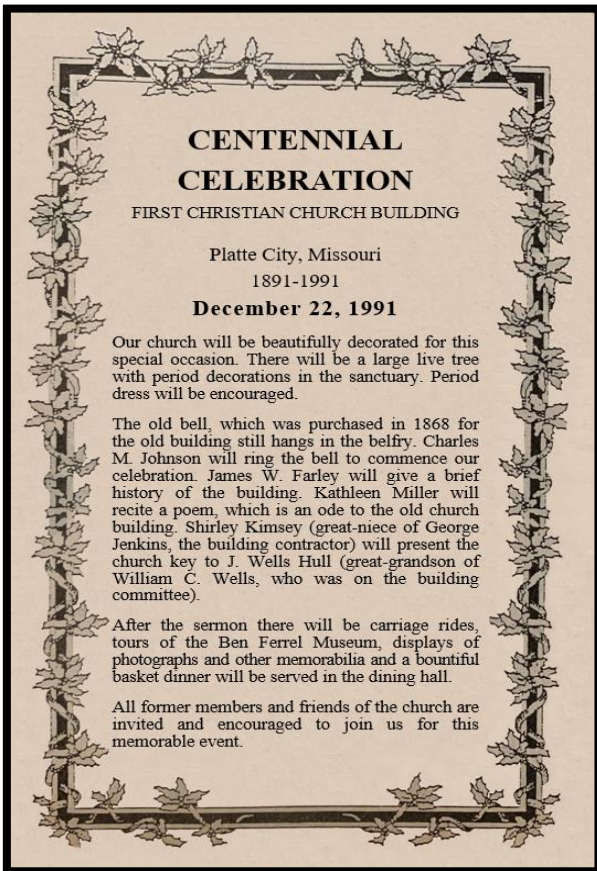 CENTENNIAL
CELEBRATION
FIRST CHRISTIAN CHURCH BUILDING
Platte City, Missouri
1891-1991
December 22, 1991
Our church will be beautifully decorated for this
special occasion. There will be a large live tree
with period decorations in the sanctuary. Period
dress will be encouraged.
The old bell, which was purchased in 1868 for
the old building still hangs in the belfry. Charles
M. Johnson will ring the bell to commence our
celebration. James W. Farley will give a brief
history of the building. Kathleen Miller will
recite a poem, which is an ode to the old church
building. Shirley Kimsey (great-niece of George
Jenkins, the building contractor) will present the
church key to J. Wells Hull (great-grandson of
William C. Wells, who was on the building
committee).
After the sermon there will be carriage rides,
tours of the Ben Ferrel Museum, displays of
photographs and other memorabilia and a bountiful
basket dinner will be served in the dining hall.
All former members and friends of the church are
invited and encouraged to join us for this
memorable event.